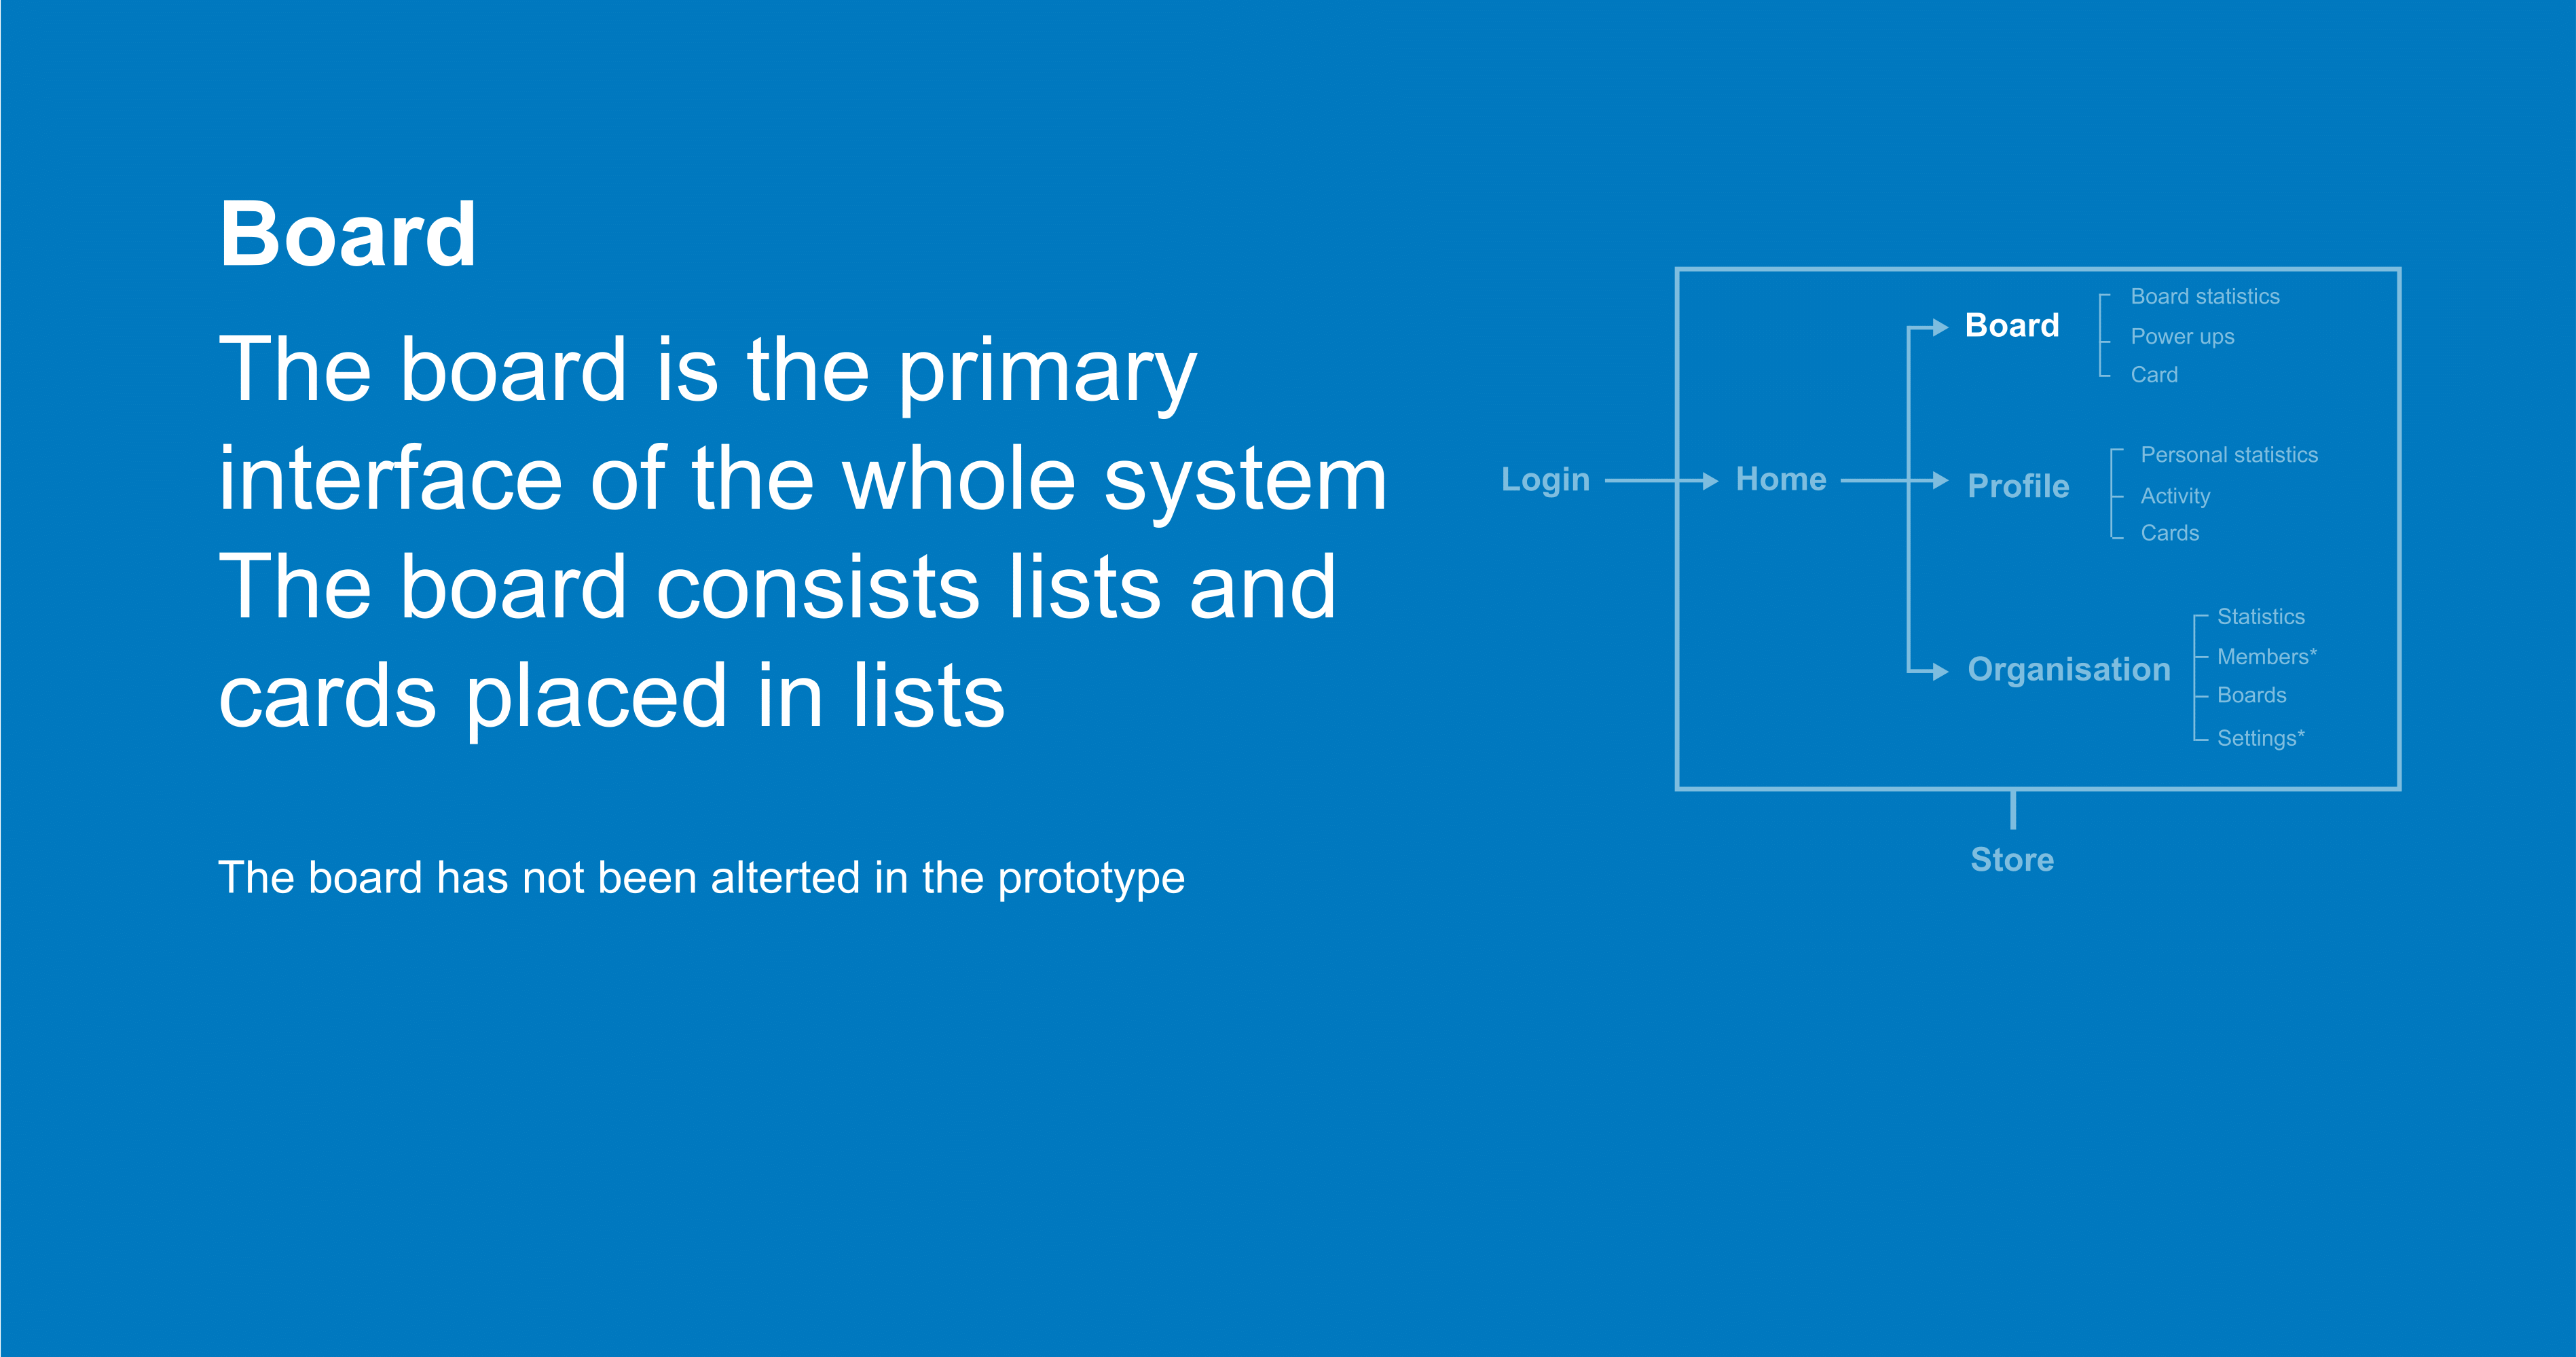 Board
The board is the primary
interface of the whole system
The board consists lists and
cards placed in lists
The board has not been alterted in the prototype
Login
Home
Board
Board statistics
Power ups
Card
Profile
Personal statistics
Activity
Cards
Organisation
Statistics
Members*
Boards
Settings*
Store